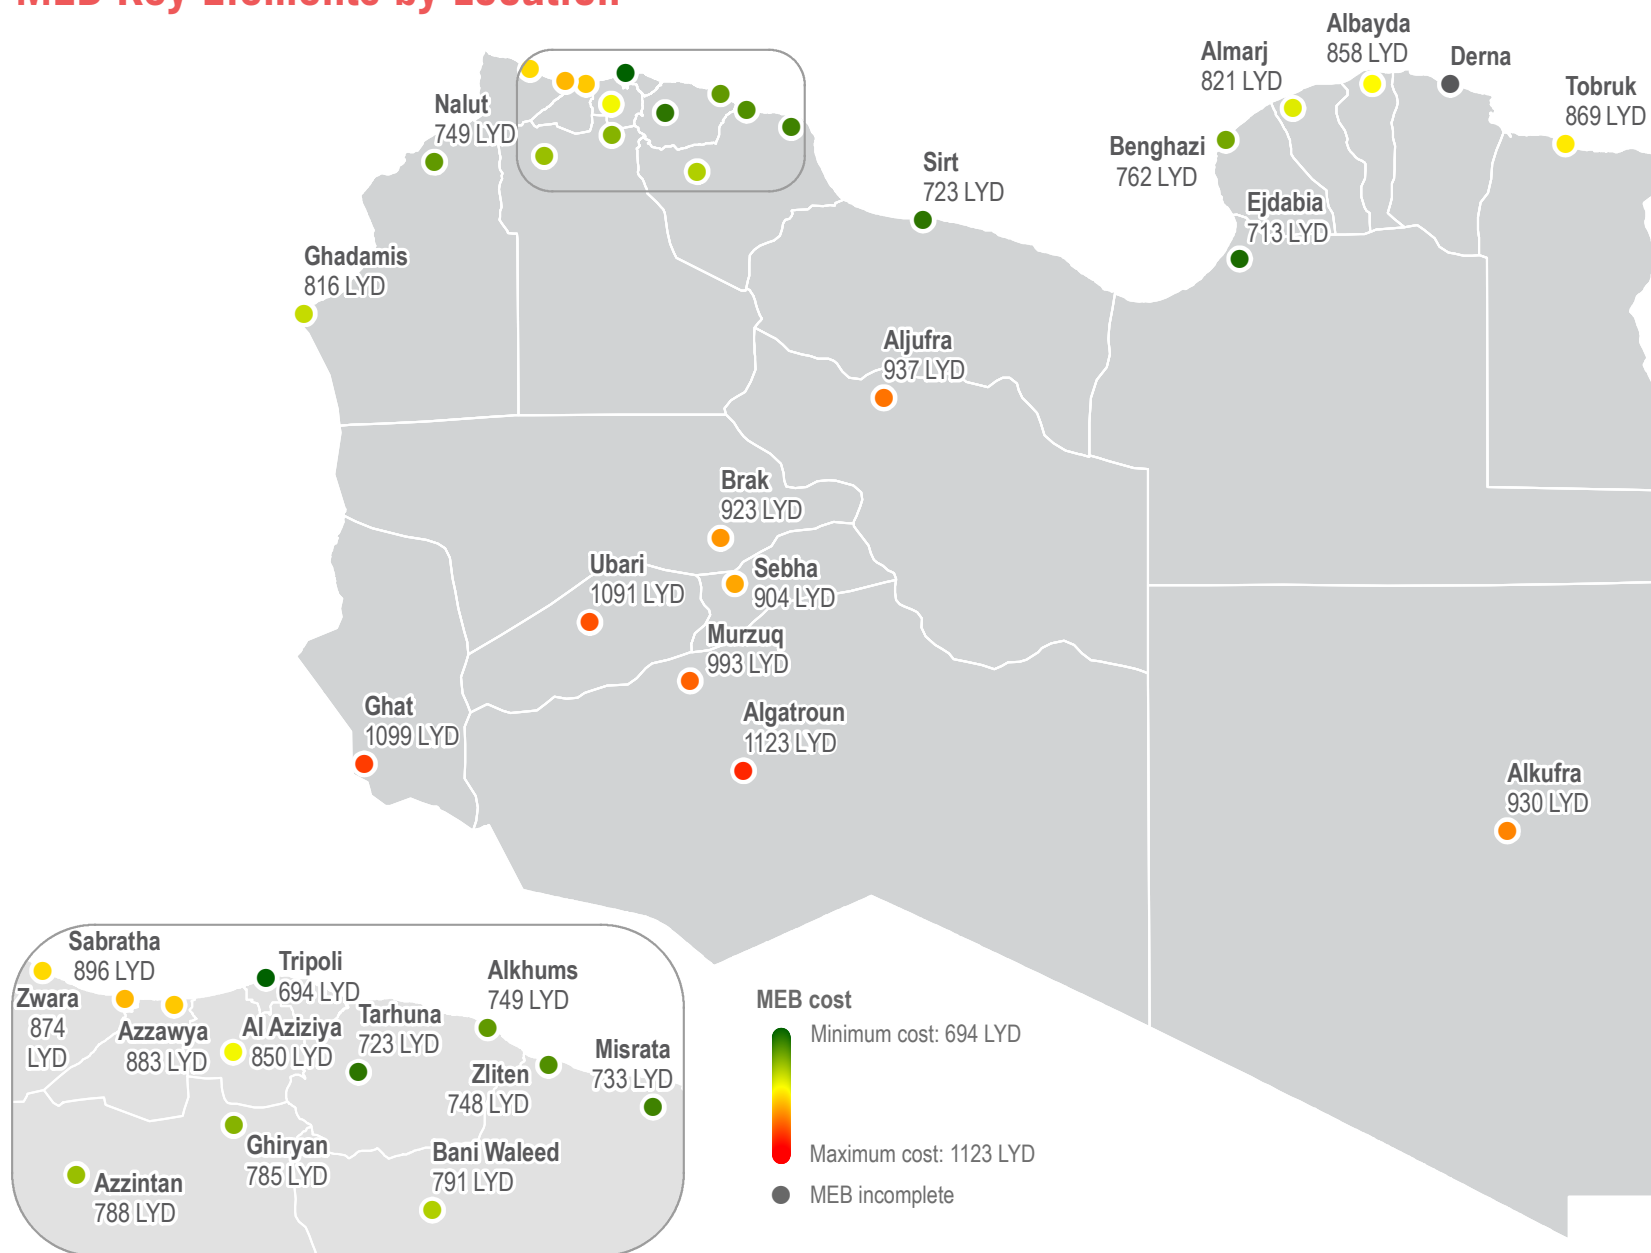 MEB Key Elements by Location
Albayda
858 LYD
Almarj
821 LYD
Derna
Tobruk
869 LYD
Nalut
749 LYD
Benghazi
762 LYD
Sirt
723 LYD
Ejdabia
713 LYD
Ghadamis
816 LYD
Aljufra
937 LYD
Brak
923 LYD
Ubari
1091 LYD
Sebha
904 LYD
Murzuq
993 LYD
Ghat
1099 LYD
Algatroun
1123 LYD
Alkufra
930 LYD
Sabratha
896 LYD
Tripoli
694 LYD
Alkhums
749 LYD
Zwara
874
LYD
Azzawya
883 LYD
Al Aziziya
850 LYD
Tarhuna
723 LYD
Zliten
748 LYD
Misrata
733 LYD
Ghiryan
785 LYD
Bani Waleed
791 LYD
Azzintan
788 LYD
MEB cost
Minimum cost: 694 LYD
Maximum cost: 1123 LYD
MEB incomplete